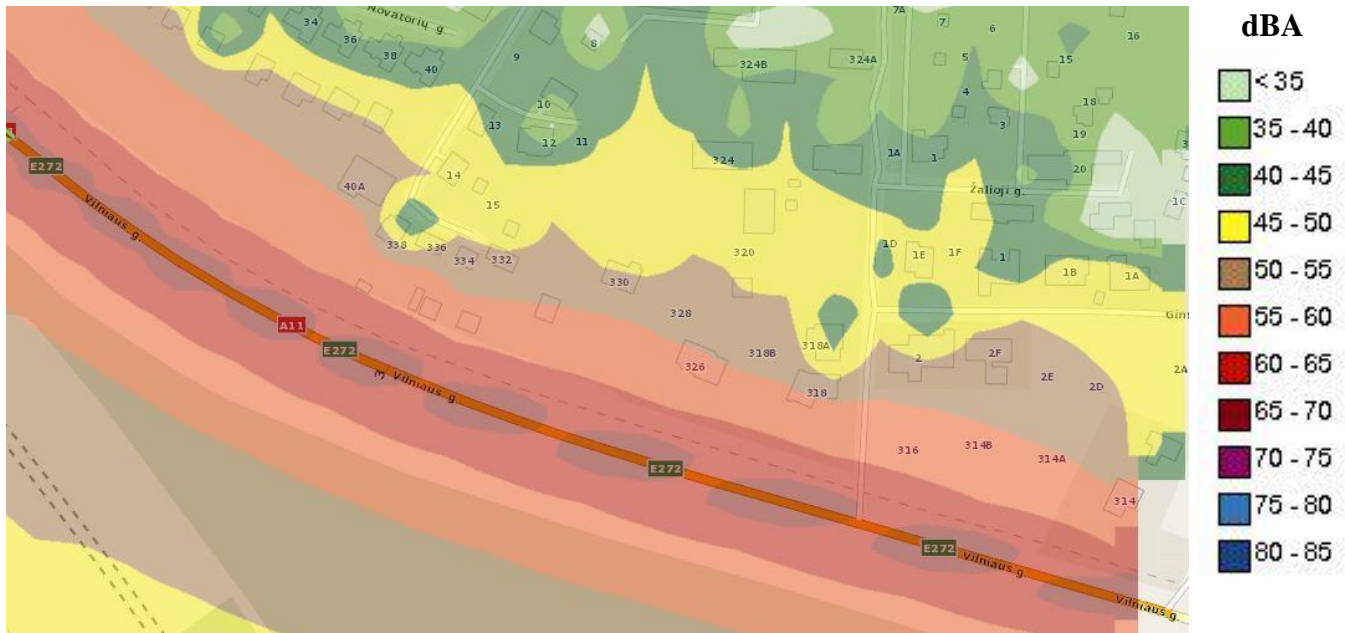 dBA
< 35
35 - 40
40 - 45
45 - 50
50 - 55
55 - 60
60 - 65
65 - 70
70 - 75
75 - 80
80 - 85
Novatorių g.
34
36
38
40
9
8
7A
7
6
16
324B
324A
5
15
4
10
18
13
12
11
3
19
324
1A
1
20
3
40A
14
15
Žalioji g.
1C
338
336
334
332
320
1D
1E
1F
1
1B
1A
330
328
Gin
318B
318A
326
318
2
2F
2E
2D
2A
316
314B
314A
314
E272
Vilniaus g.
A11
E272
3
Vilniaus g.
E272
E272
Vilniaus g.
Vilniaus g.